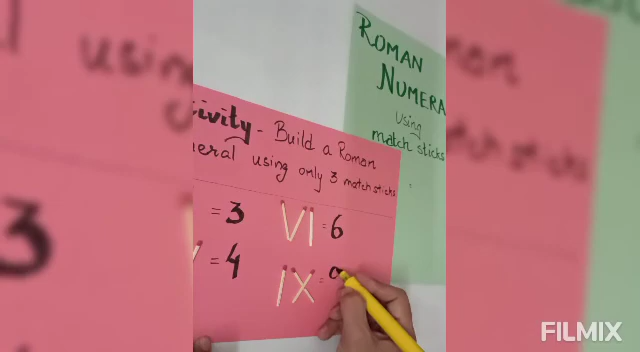 ROMAN
NUMERA
Using
match sticks
tivity - Build a Roman
neral using only 3 match sticks
= 3
VI = 6
= 4
IX =
FILMIX